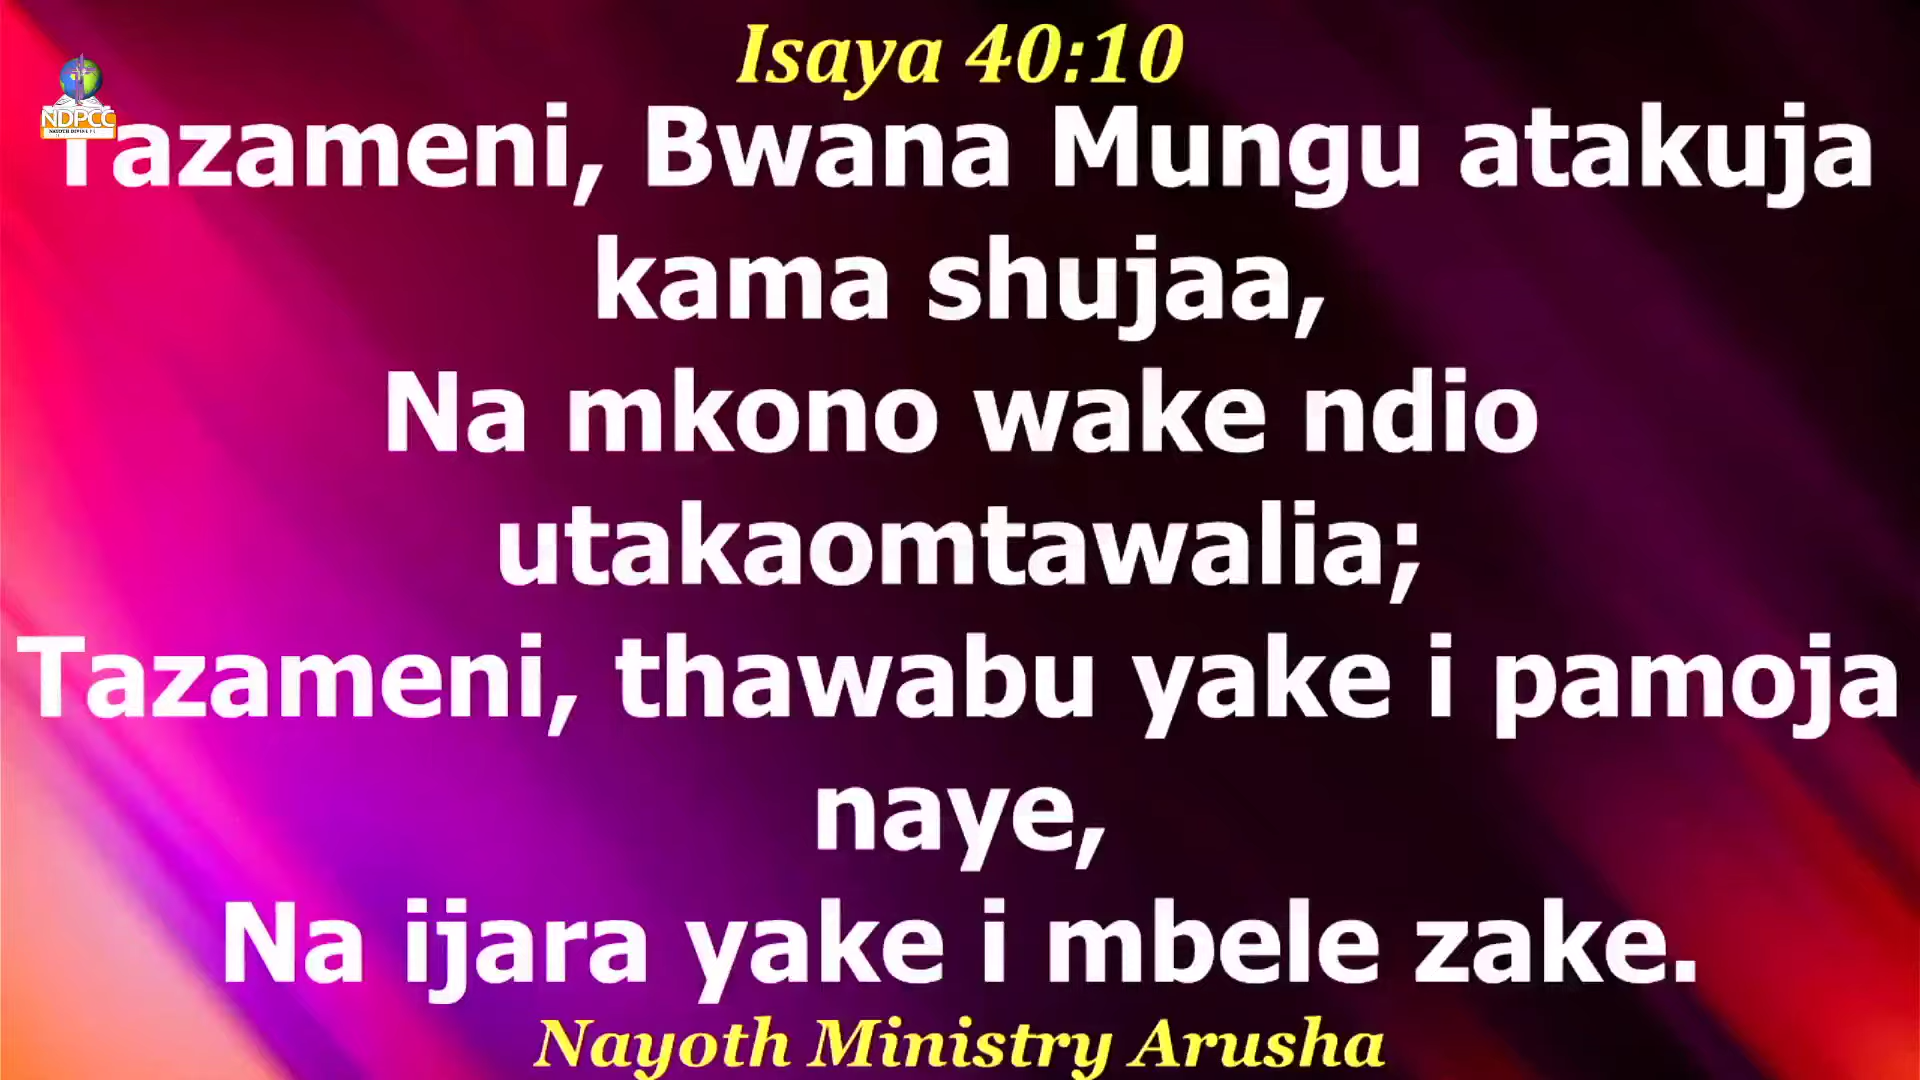 Isaya 40:10
NDPCC
Tazameni, Bwana Mungu atakuja
kama shujaa,
Na mkono wake ndio
utakaomtawalia;
Tazameni, thawabu yake i pamoja
naye,
Na ijara yake i mbele zake.
Nayoth Ministry Arusha